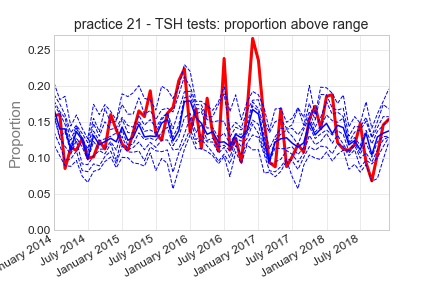 practice 21 - TSH tests: proportion above range
Proportion
0.25
0.20
0.15
0.10
0.05
0.00
nuary 2014
July 2014
January 2015
July 2015
January 2016
July 2016
January 2017
July 2017
January 2018
July 2018